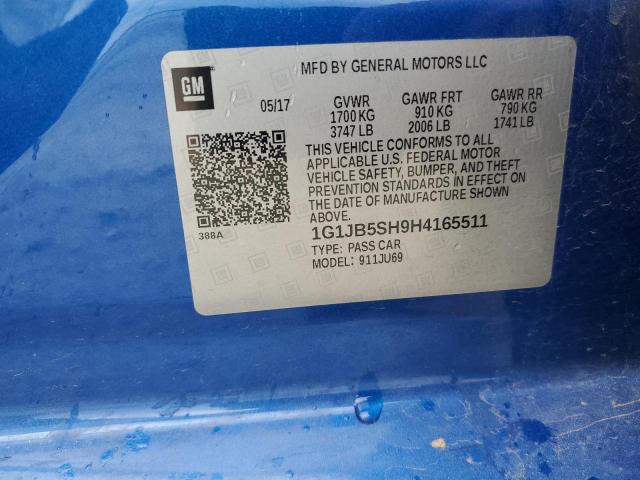 GM
MFD BY GENERAL MOTORS LLC
05/17 GVWR GAWR FRT GAWR RR
1700 KG 910 KG 790 KG
3747 LB 2006 LB 1741 LB
THIS VEHICLE CONFORMS TO ALL
APPLICABLE U.S. FEDERAL MOTOR
VEHICLE SAFETY, BUMPER, AND THEFT
PREVENTION STANDARDS IN EFFECT ON
THE DATE OF MANUFACTURE SHOWN
ABOVE.
388A
1G1JB5SH9H4165511
TYPE: PASS CAR
MODEL: 911JU69